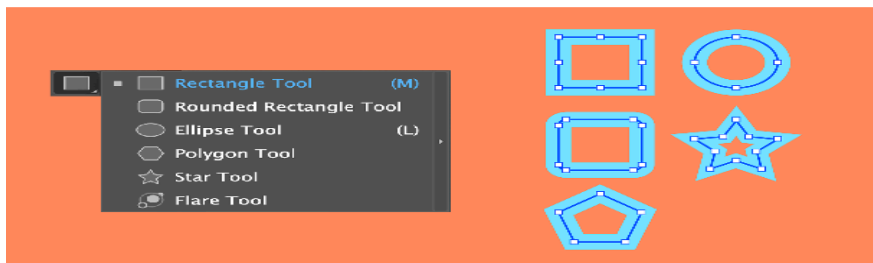 Rectangle Tool (M)
Rounded Rectangle Tool
Ellipse Tool (L)
Polygon Tool
Star Tool
Flare Tool